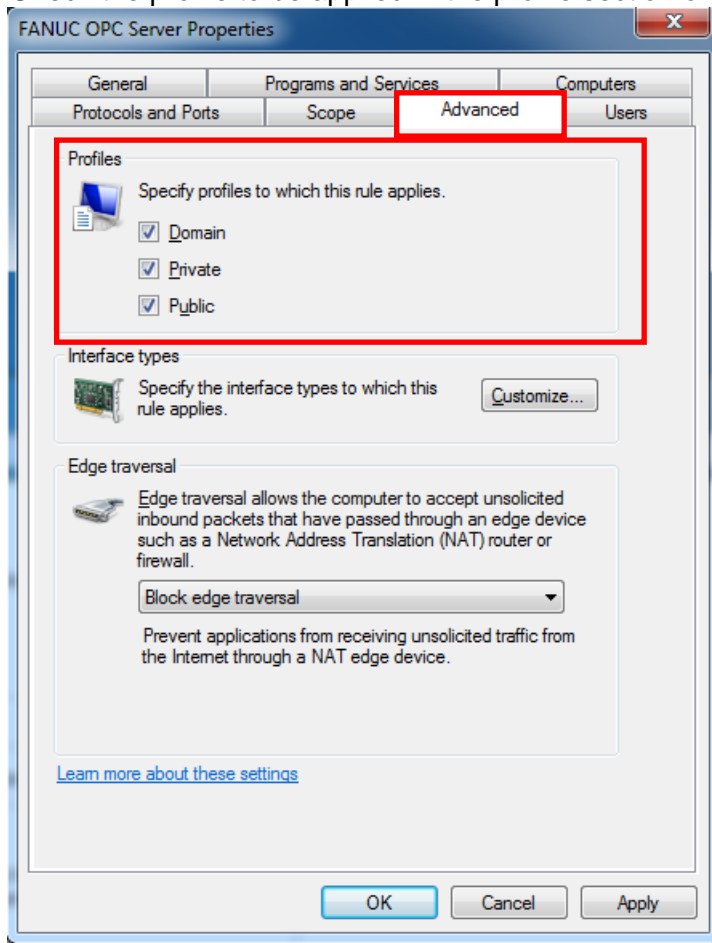 FANUC OPC Server Properties
General
Programs and Services
Computers
Protocols and Ports
Scope
Advanced
Users
Profiles
Specify profiles to which this rule applies.
Domain
Private
Public
Interface types
Specify the interface types to which this
rule applies.
Customize...
Edge traversal
Edge traversal allows the computer to accept unsolicited
inbound packets that have passed through an edge device
such as a Network Address Translation (NAT) router or
firewall.
Block edge traversal
Prevent applications from receiving unsolicited traffic from
the Internet through a NAT edge device.
Learn more about these settings
OK
Cancel
Apply